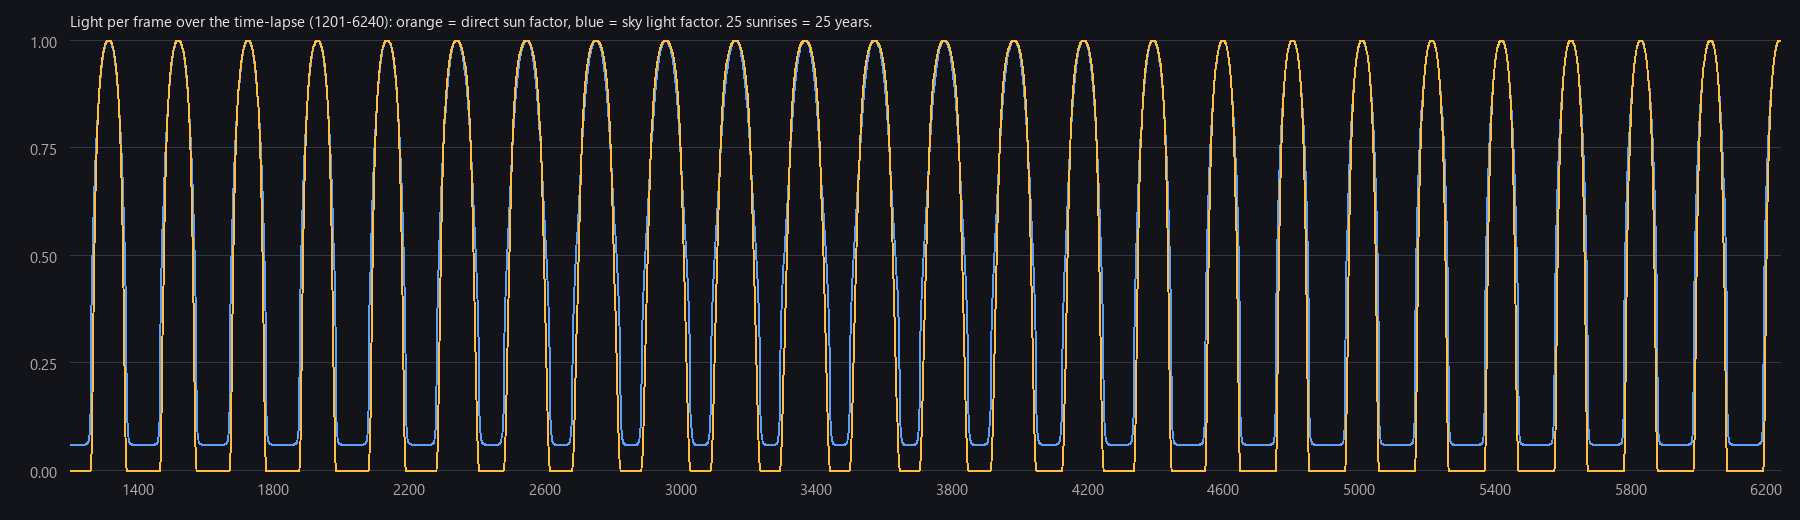 Light per frame over the time-lapse (1201-6240): orange = direct sun factor, blue = sky light factor. 25 sunrises = 25 years.
1.00
0.75
0.50
0.25
0.00
1400 1800 2200 2600 3000 3400 3800 4200 4600 5000 5400 5800 6200